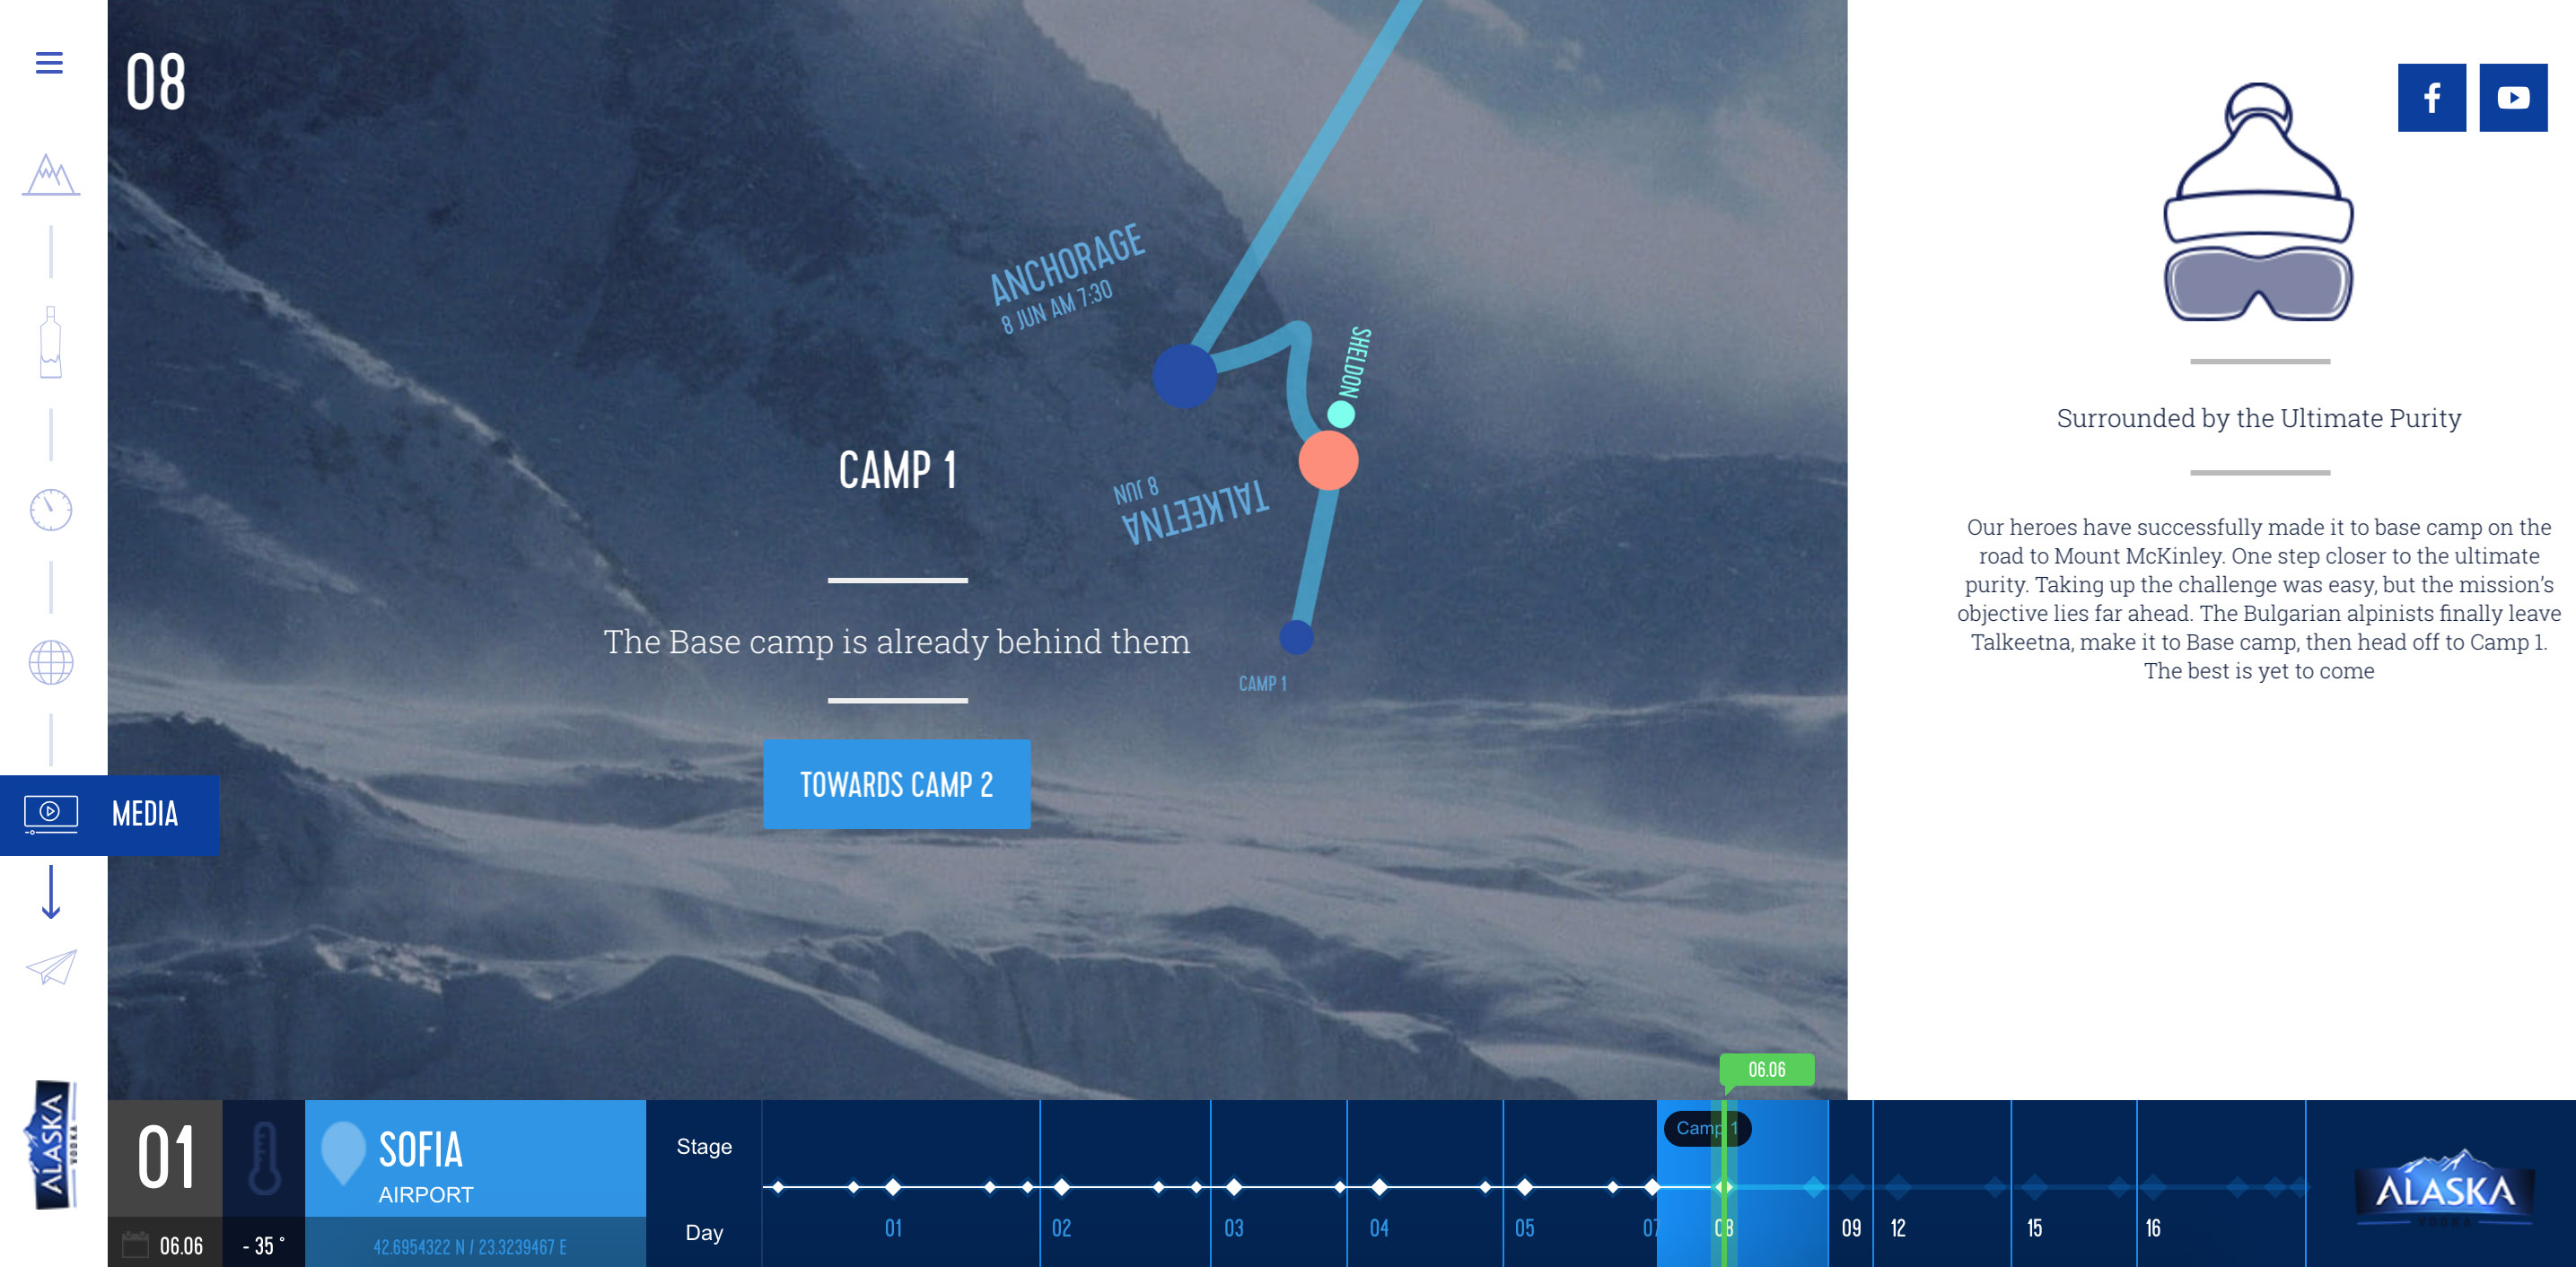 08
ANCHORAGE
8 JUN AM 7:30
SHELDON
8 JUN
TALKEETNA
CAMP 1
CAMP 1
The Base camp is already behind them
TOWARDS CAMP 2
MEDIA
Surrounded by the Ultimate Purity
Our heroes have successfully made it to base camp on the
road to Mount McKinley. One step closer to the ultimate
purity. Taking up the challenge was easy, but the mission’s
objective lies far ahead. The Bulgarian alpinists finally leave
Talkeetna, make it to Base camp, then head off to Camp 1.
The best is yet to come
ALASKA
VODKA
01
06.06
- 35 °
SOFIA
AIRPORT
42.6954322 N / 23.3239467 E
Stage
Day
06.06
Camp 1
01 02 03 04 05 07 08 09 12 15 16
ALASKA
VODKA